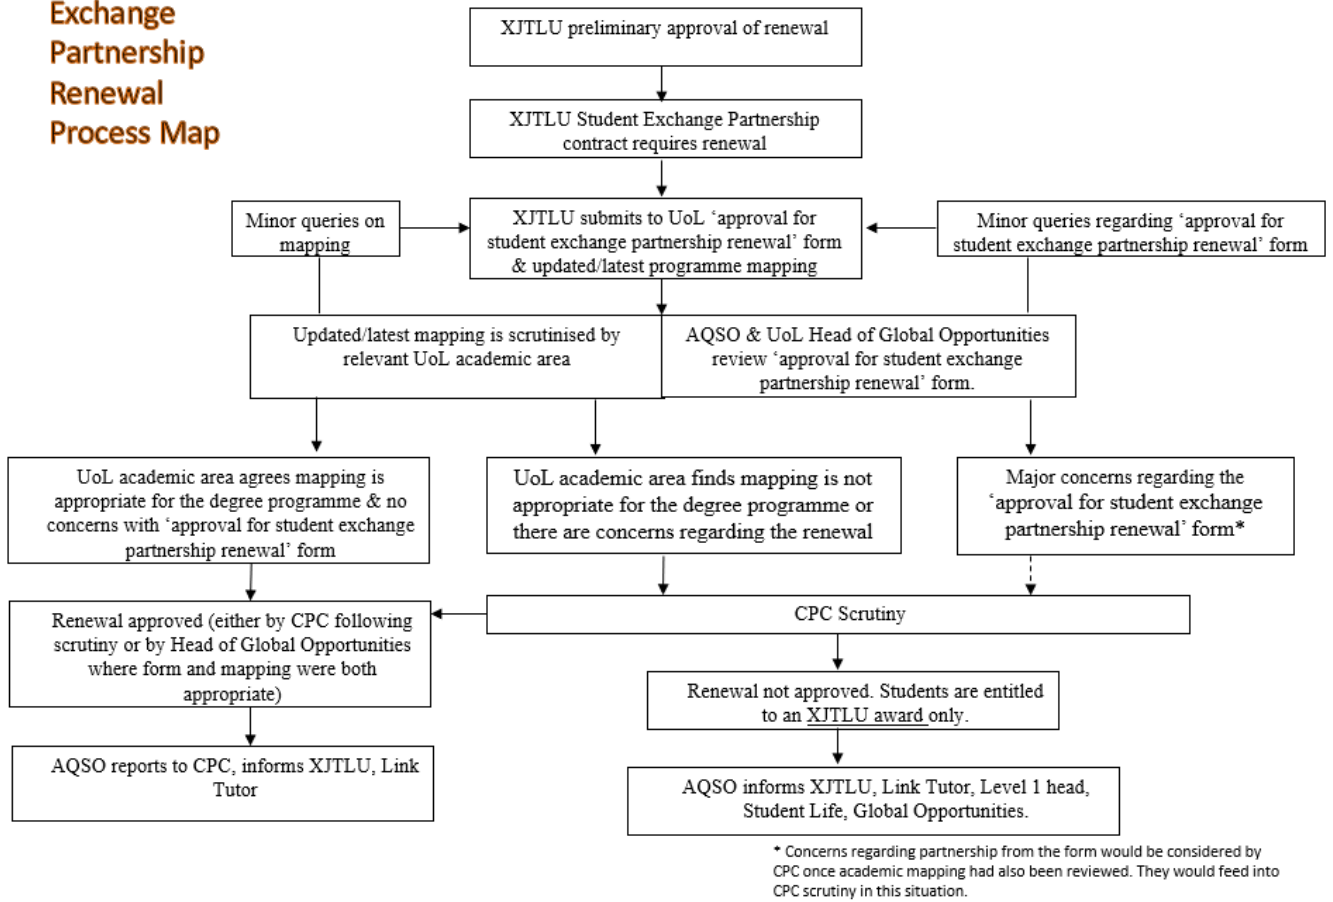 Exchange
Partnership
Renewal
Process Map
XJTLU preliminary approval of renewal
XJTLU Student Exchange Partnership
contract requires renewal
Minor queries on
mapping
XJTLU submits to UoL ‘approval for
student exchange partnership renewal’ form
& updated/latest programme mapping
Minor queries regarding ‘approval for
student exchange partnership renewal’ form
Updated/latest mapping is scrutinised by
relevant UoL academic area
AQSO & UoL Head of Global Opportunities
review ‘approval for student exchange
partnership renewal’ form.
UoL academic area agrees mapping is
appropriate for the degree programme & no
concerns with ‘approval for student exchange
partnership renewal’ form
UoL academic area finds mapping is not
appropriate for the degree programme or
there are concerns regarding the renewal
Major concerns regarding the
‘approval for student exchange
partnership renewal’ form*
Renewal approved (either by CPC following
scrutiny or by Head of Global Opportunities
where form and mapping were both
appropriate)
CPC Scrutiny
Renewal not approved. Students are entitled
to an XJTLU award only.
AQSO reports to CPC, informs XJTLU, Link
Tutor
AQSO informs XJTLU, Link Tutor, Level 1 head,
Student Life, Global Opportunities.
* Concerns regarding partnership from the form would be considered by
CPC once academic mapping had also been reviewed. They would feed into
CPC scrutiny in this situation.